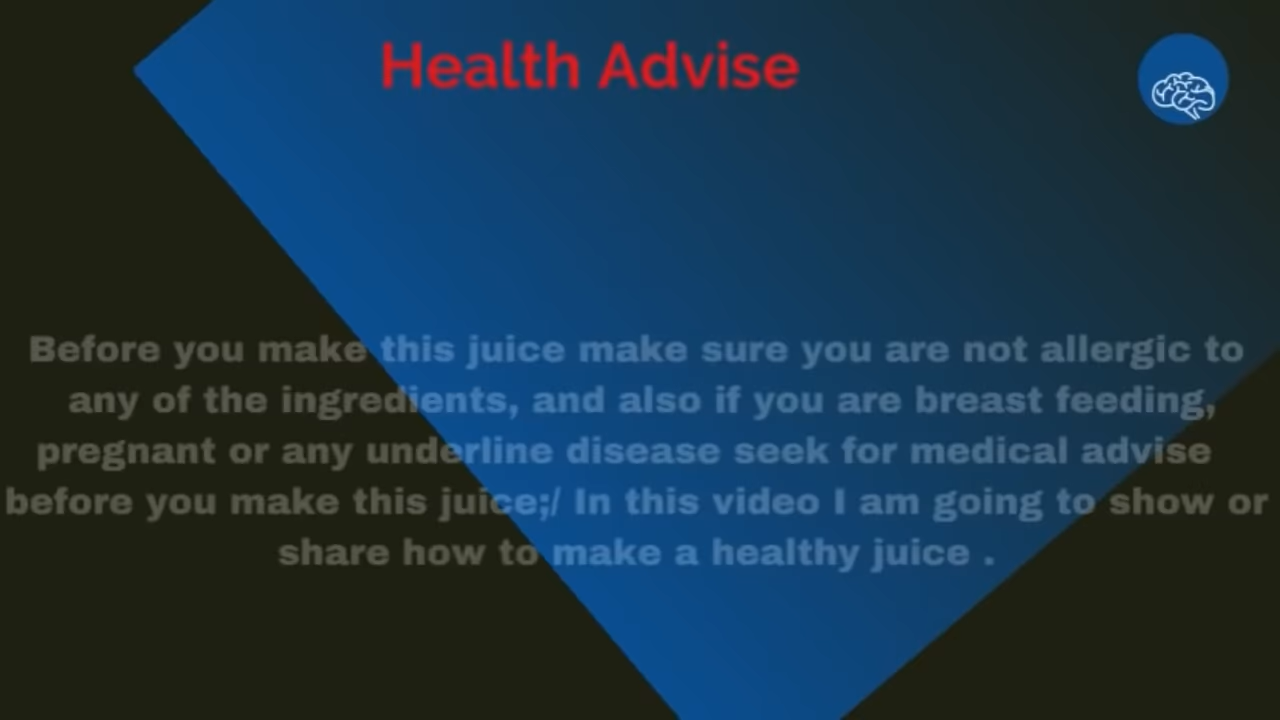 Health Advise
Before you make this juice make sure you are not allergic to
any of the ingredients, and also if you are breast feeding,
pregnant or any underline disease seek for medical advise
before you make this juice;/ In this video I am going to show or
share how to make a healthy juice .